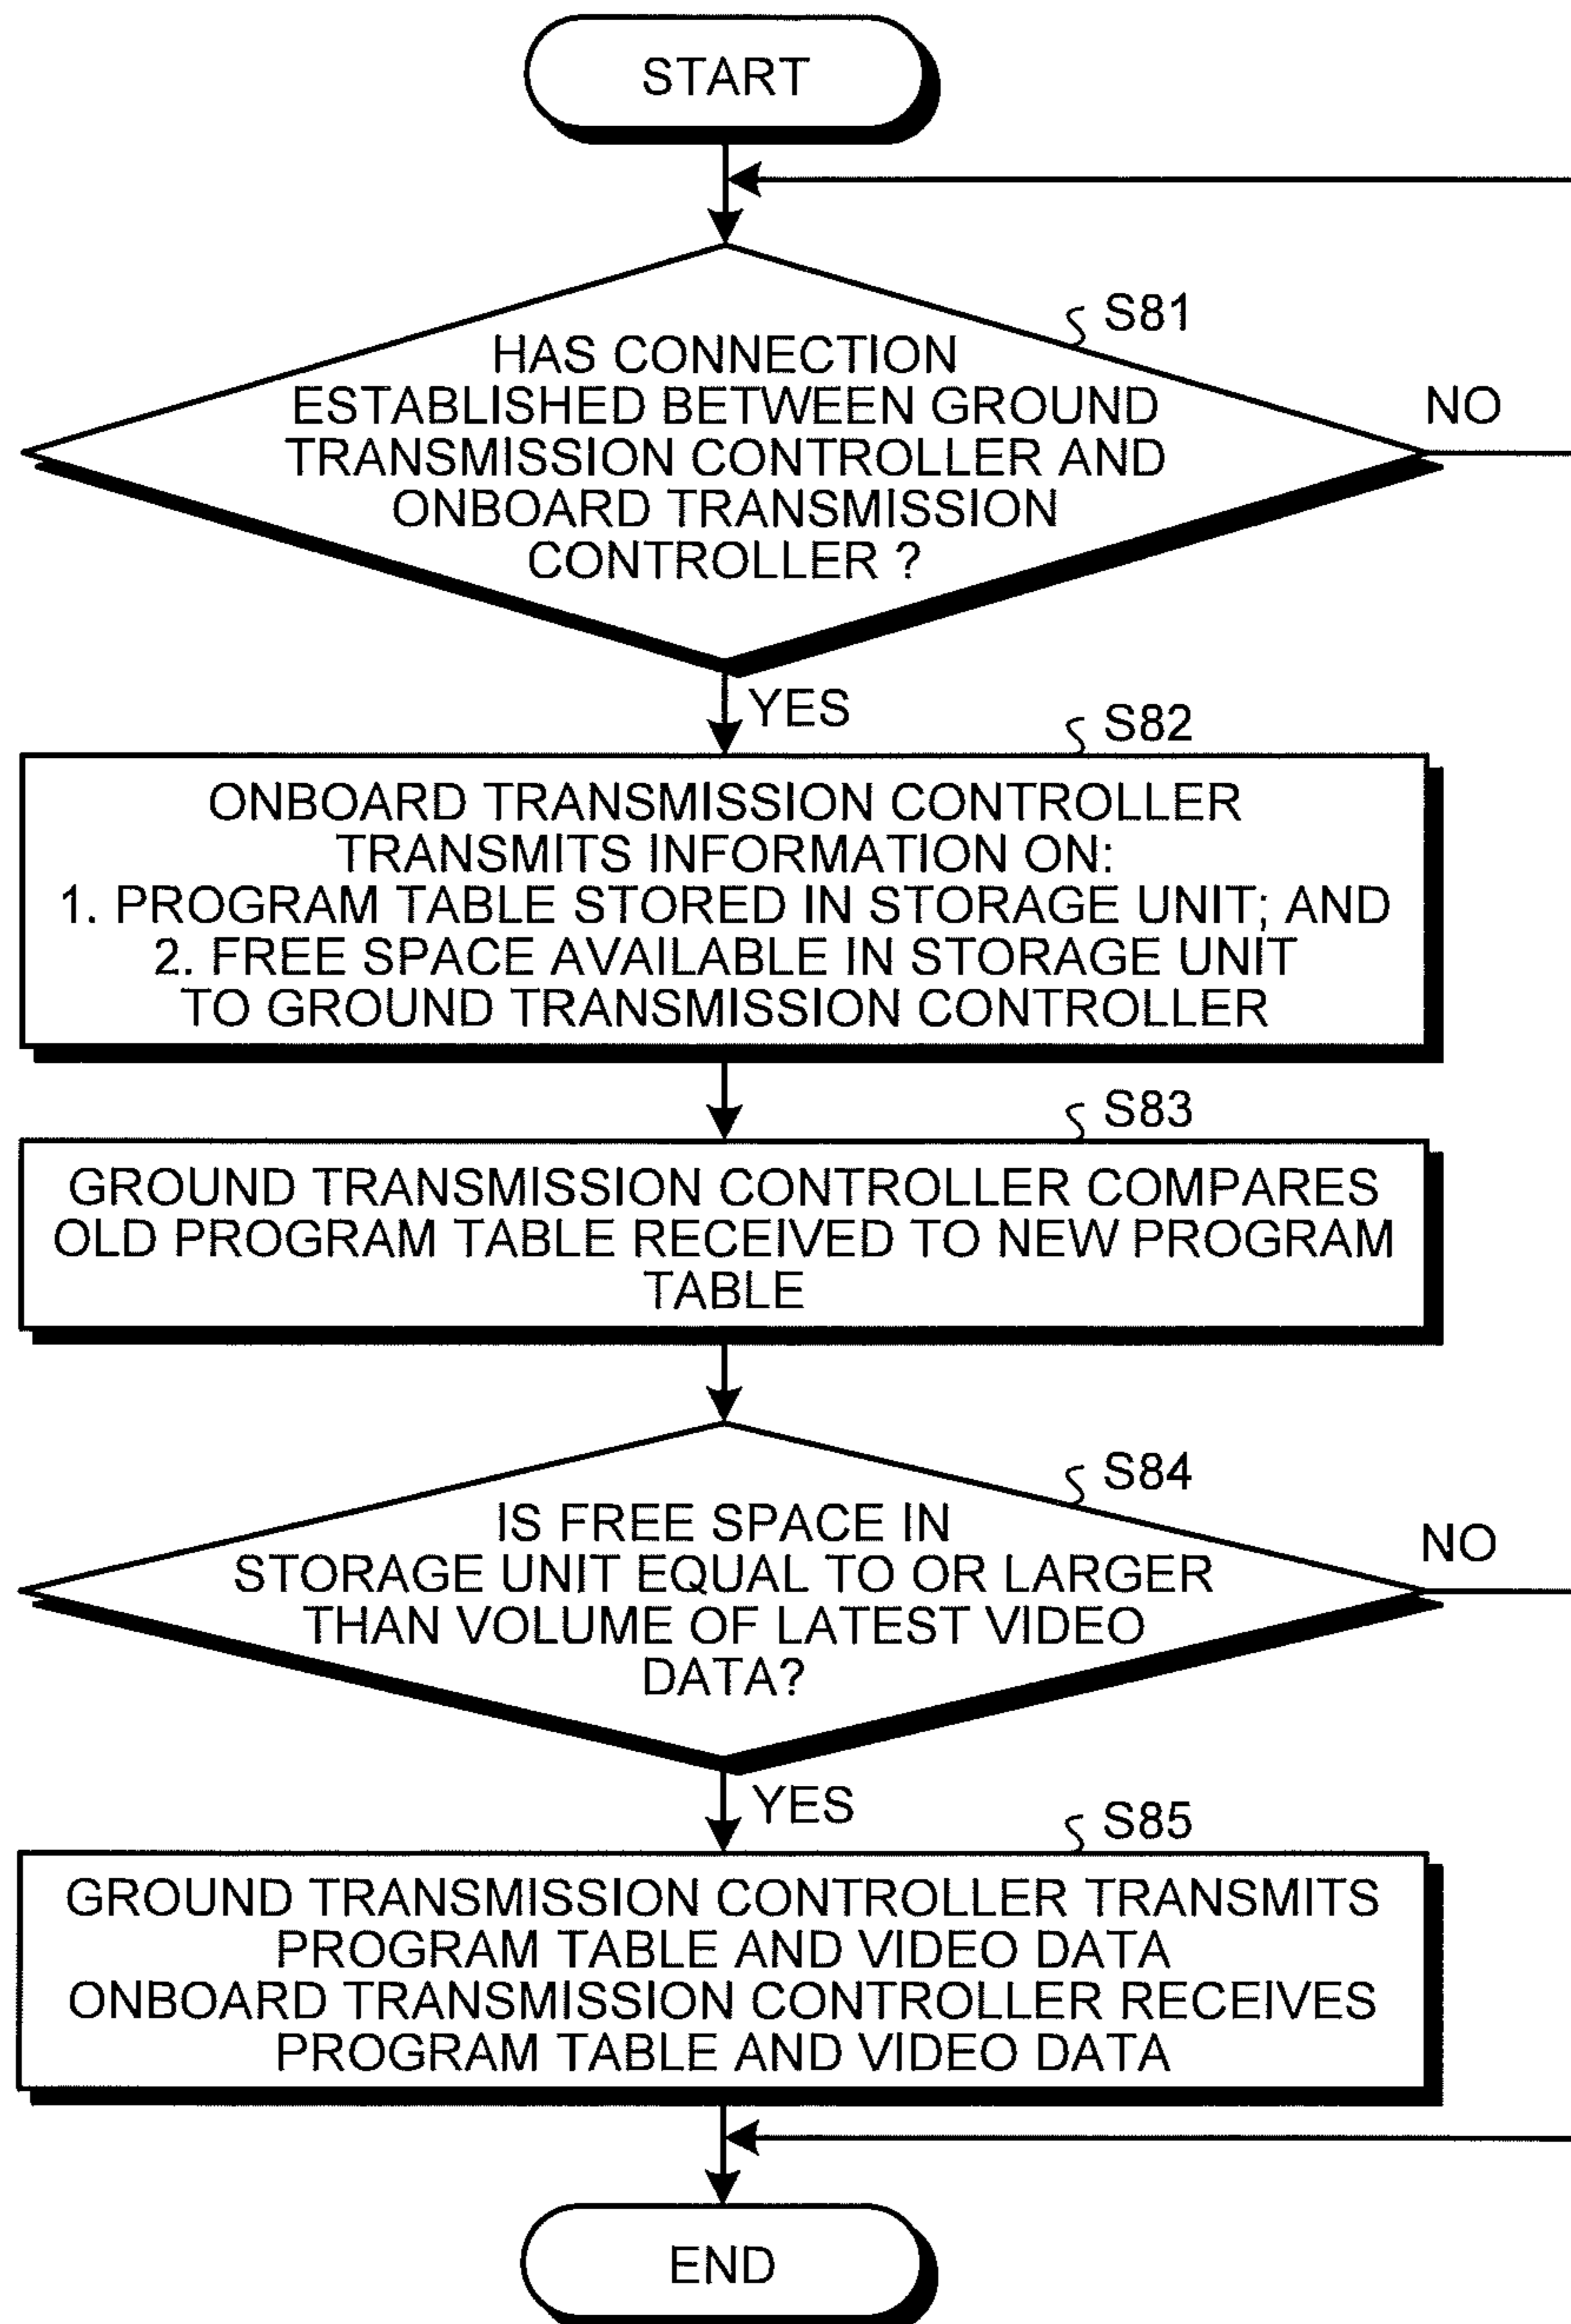 START
S81
HAS CONNECTION
ESTABLISHED BETWEEN GROUND
TRANSMISSION CONTROLLER AND
ONBOARD TRANSMISSION
CONTROLLER ?
NO
YES
S82
ONBOARD TRANSMISSION CONTROLLER
TRANSMITS INFORMATION ON:
1. PROGRAM TABLE STORED IN STORAGE UNIT; AND
2. FREE SPACE AVAILABLE IN STORAGE UNIT
TO GROUND TRANSMISSION CONTROLLER
S83
GROUND TRANSMISSION CONTROLLER COMPARES
OLD PROGRAM TABLE RECEIVED TO NEW PROGRAM
TABLE
S84
IS FREE SPACE IN
STORAGE UNIT EQUAL TO OR LARGER
THAN VOLUME OF LATEST VIDEO
DATA?
NO
YES
S85
GROUND TRANSMISSION CONTROLLER TRANSMITS
PROGRAM TABLE AND VIDEO DATA
ONBOARD TRANSMISSION CONTROLLER RECEIVES
PROGRAM TABLE AND VIDEO DATA
END